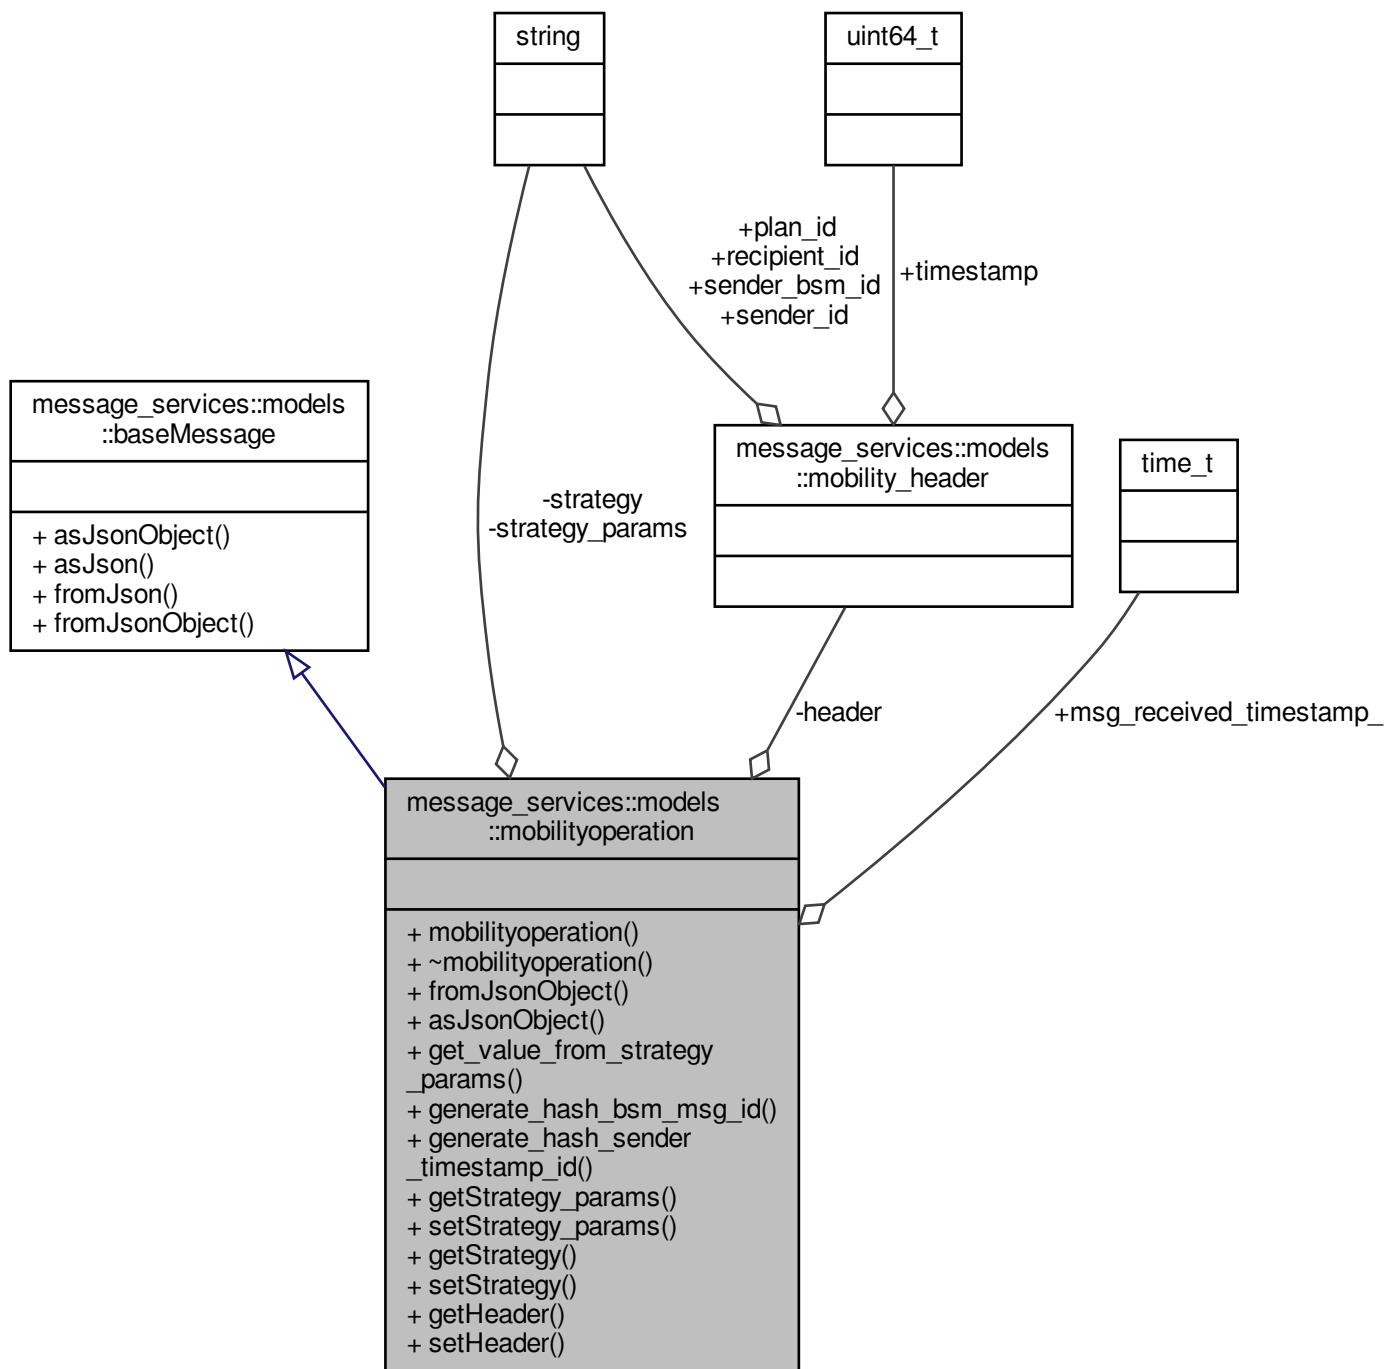 string
uint64_t
+plan_id
+recipient_id
+sender_bsm_id
+sender_id
+timestamp
message_services::models
::baseMessage
+ asJsonObject()
+ asJson()
+ fromJson()
+ fromJsonObject()
-strategy
-strategy_params
message_services::models
::mobility_header
time_t
-header
+msg_received_timestamp_
message_services::models
::mobilityoperation
+ mobilityoperation()
+ ~mobilityoperation()
+ fromJsonObject()
+ asJsonObject()
+ get_value_from_strategy
_params()
+ generate_hash_bsm_msg_id()
+ generate_hash_sender
_timestamp_id()
+ getStrategy_params()
+ setStrategy_params()
+ getStrategy()
+ setStrategy()
+ getHeader()
+ setHeader()